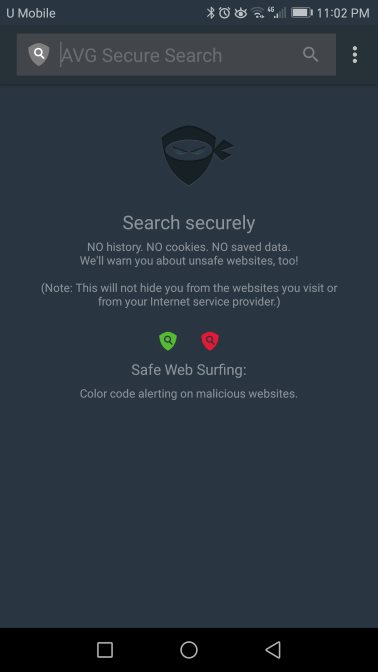 U Mobile 4G 11:02 PM
AVG Secure Search
Search securely
NO history. NO cookies. NO saved data.
We'll warn you about unsafe websites, too!
(Note: This will not hide you from the websites you visit or
from your Internet service provider.)
Safe Web Surfing:
Color code alerting on malicious websites.